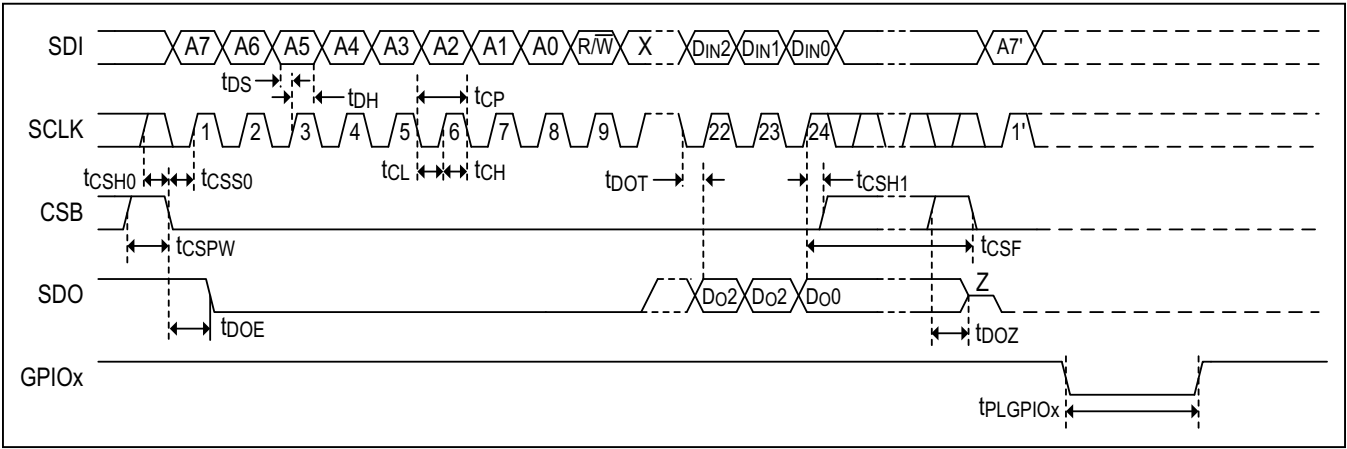 SDI A7 A6 A5 A4 A3 A2 A1 A0 R/W̅ X DIN2 DIN1 DIN0 A7'
tDS tDH tCP
SCLK 1 2 3 4 5 6 7 8 9 22 23 24 1'
tCSH0 tCSS0 tCL tCH tDOT tCSH1
CSB
tCSPW tCSF
SDO DO2 DO2 DO0 Z
tDOE tDOZ
GPIOx
tPLGPIOx